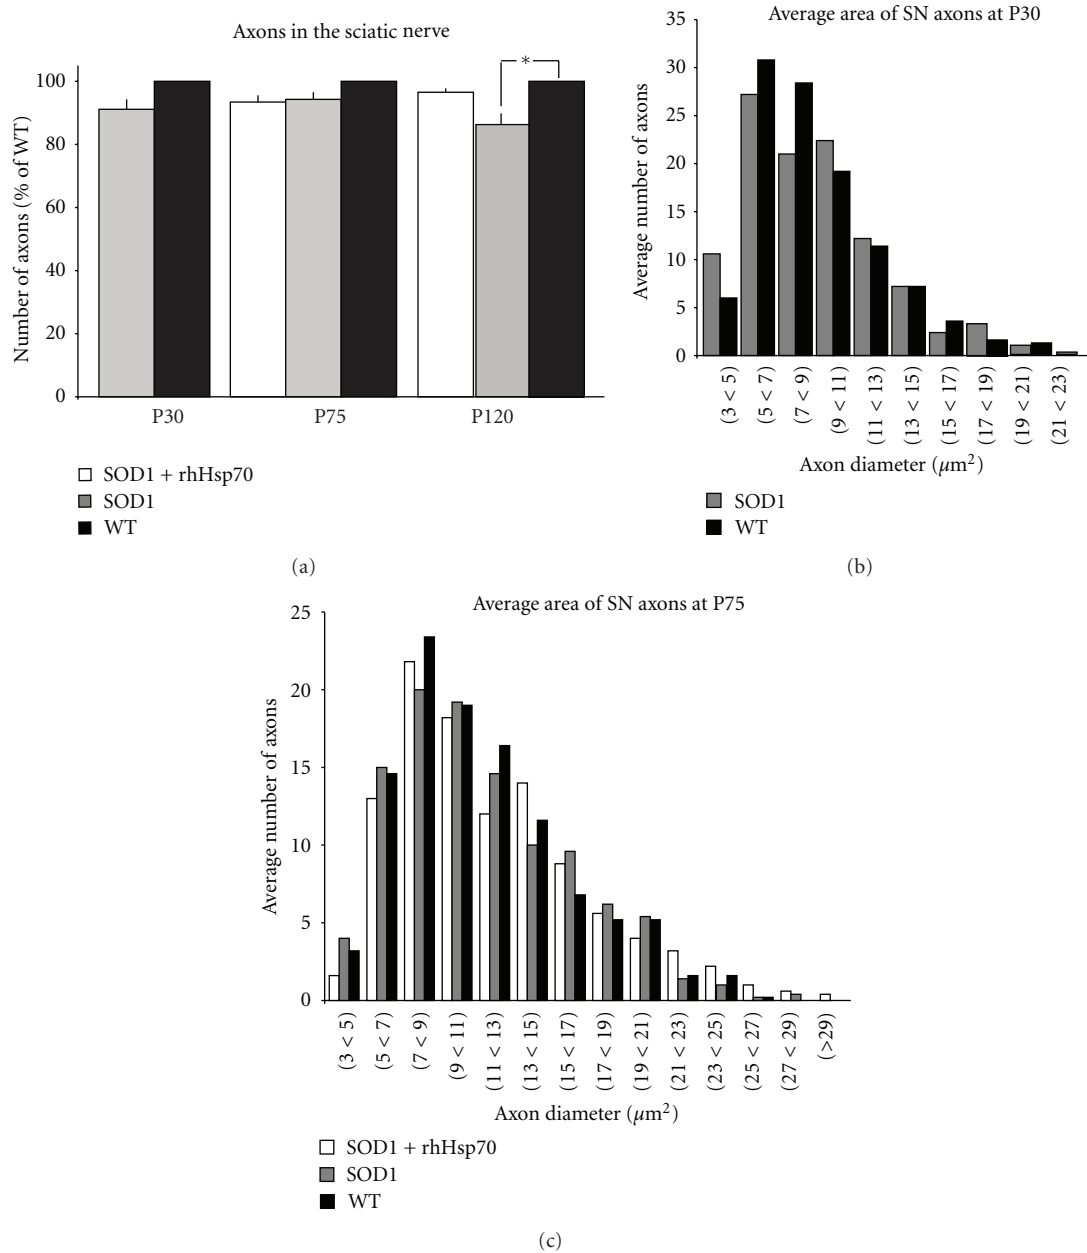 Axons in the sciatic nerve
Number of axons (% of WT)
100
80
60
40
20
0
*
P30 P75 P120
SOD1 + rhHsp70
SOD1
WT
(a)
Average area of SN axons at P30
Average number of axons
35
30
25
20
15
10
5
0
(3 < 5)
(5 < 7)
(7 < 9)
(9 < 11)
(11 < 13)
(13 < 15)
(15 < 17)
(17 < 19)
(19 < 21)
(21 < 23)
Axon diameter (μm²)
SOD1
WT
(b)
Average area of SN axons at P75
Average number of axons
25
20
15
10
5
0
(3 < 5)
(5 < 7)
(7 < 9)
(9 < 11)
(11 < 13)
(13 < 15)
(15 < 17)
(17 < 19)
(19 < 21)
(21 < 23)
(23 < 25)
(25 < 27)
(27 < 29)
(>29)
Axon diameter (μm²)
SOD1 + rhHsp70
SOD1
WT
(c)